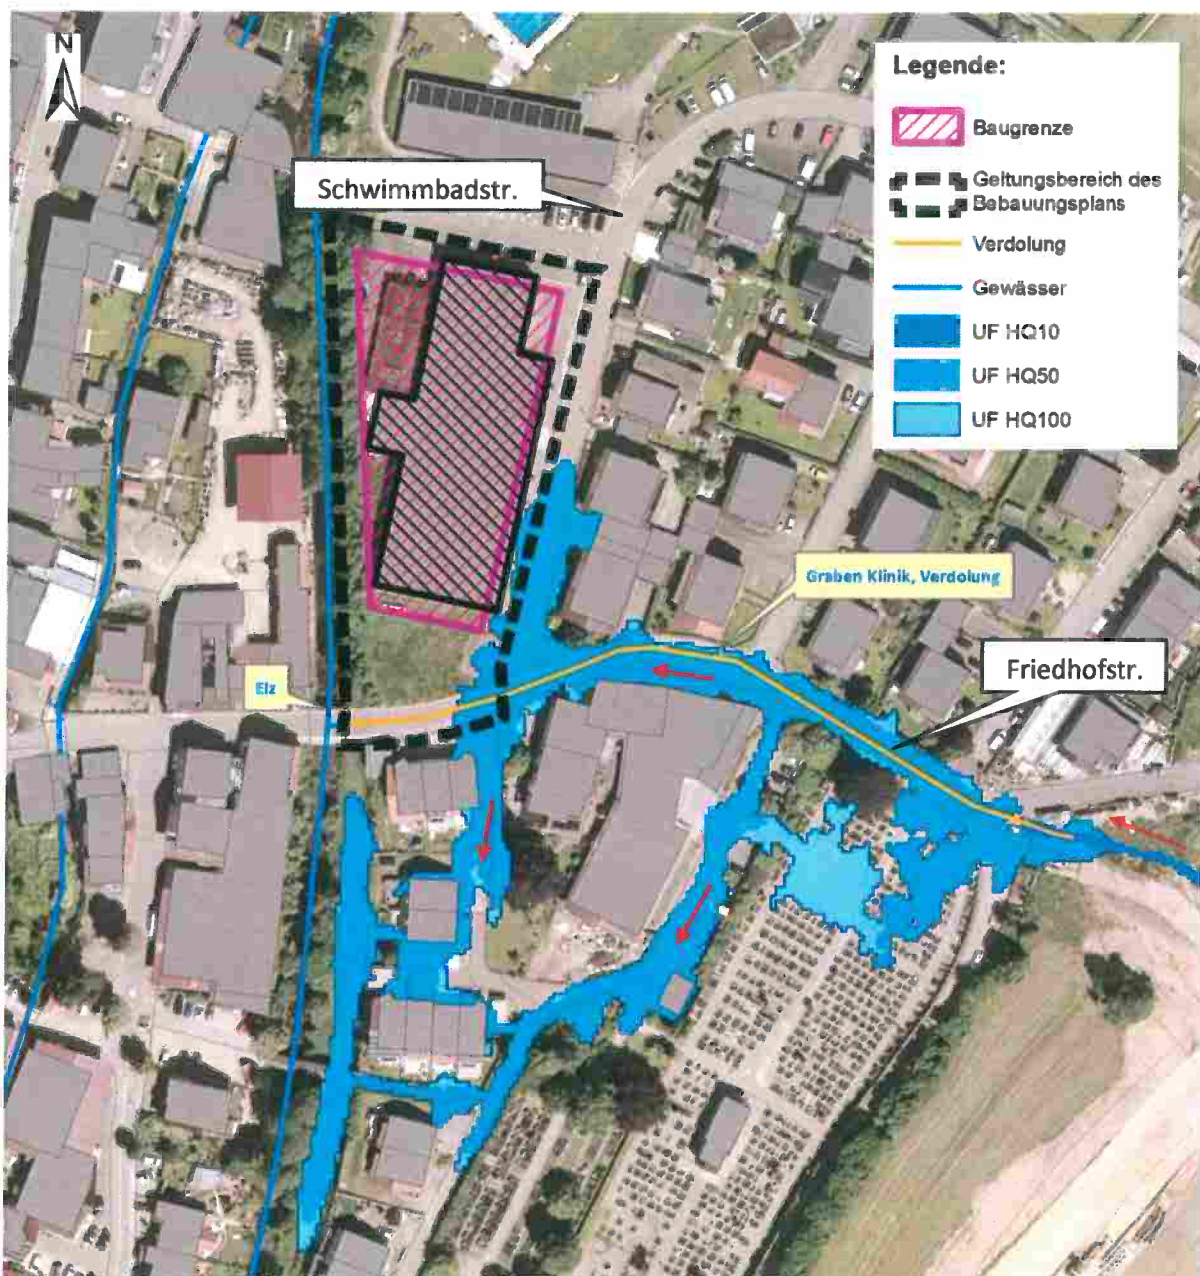 N
Legende:
Baugrenze
Geltungsbereich des
Bebauungsplans
Verdolung
Gewässer
UF HQ10
UF HQ50
UF HQ100
Schwimmbadstr.
Graben Klinik, Verdolung
Friedhofstr.
Elz